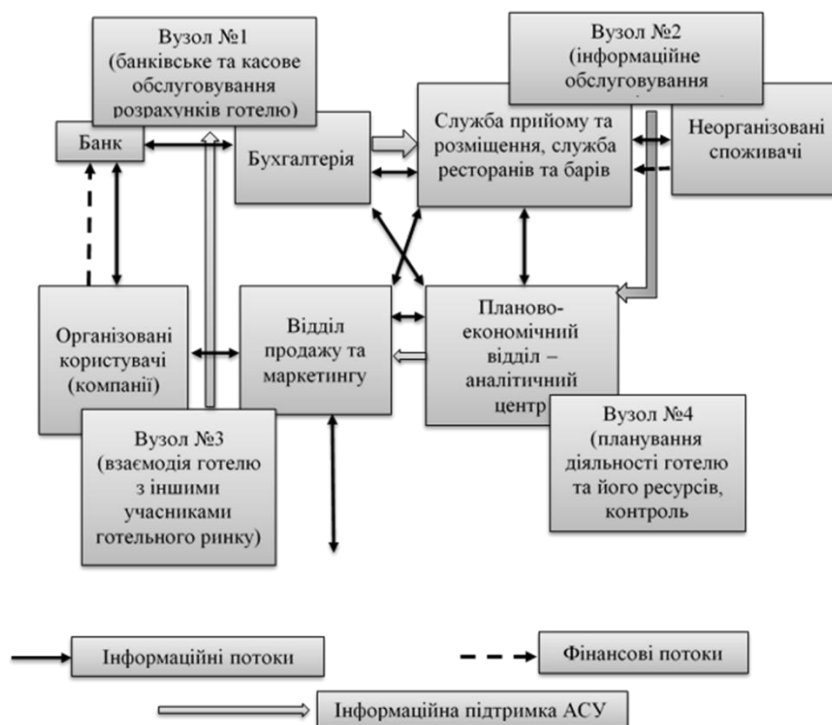 Вузол №1
(банківське та касове
обслуговування
розрахунків готелю)
Вузол №2
(інформаційне
обслуговування
Банк
Бухгалтерія
Служба прийому та
розміщення, служба
ресторанів та барів
Неорганізовані
споживачі
Організовані
користувачі
(компанії)
Відділ
продажу та
маркетингу
Планово-
економічний
відділ –
аналітичний
центр
Вузол №3
(взаємодія готелю
з іншими
учасниками
готельного ринку)
Вузол №4
(планування
діяльності готелю
та його ресурсів,
контроль
Інформаційні потоки
Фінансові потоки
Інформаційна підтримка АСУ